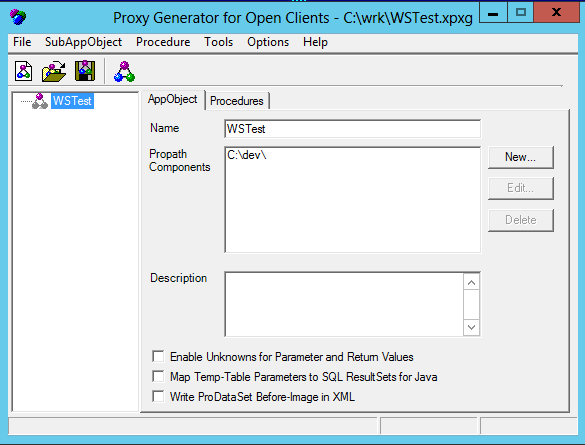 Proxy Generator for Open Clients - C:\wrk\WSTest.xpxg
File SubAppObject Procedure Tools Options Help
WSTest
AppObject Procedures
Name WSTest
Propath Components C:\dev\
New...
Edit...
Delete
Description
Enable Unknowns for Parameter and Return Values
Map Temp-Table Parameters to SQL ResultSets for Java
Write ProDataSet Before-Image in XML